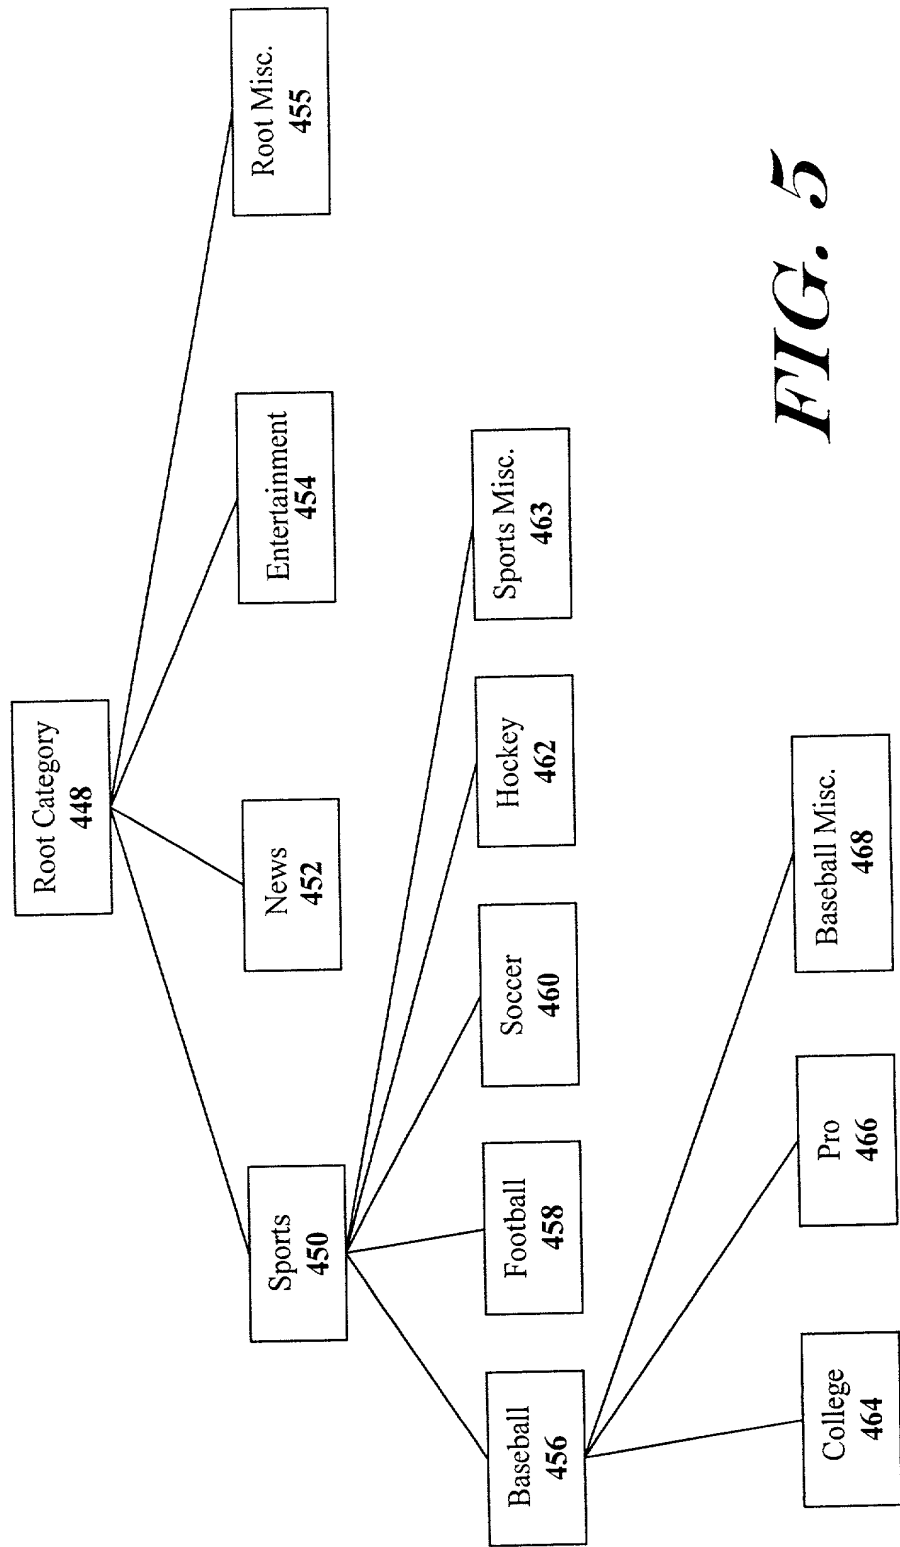 Root Category
448
Sports
450
News
452
Entertainment
454
Root Misc.
455
Baseball
456
Football
458
Soccer
460
Hockey
462
Sports Misc.
463
College
464
Pro
466
Baseball Misc.
468
FIG. 5